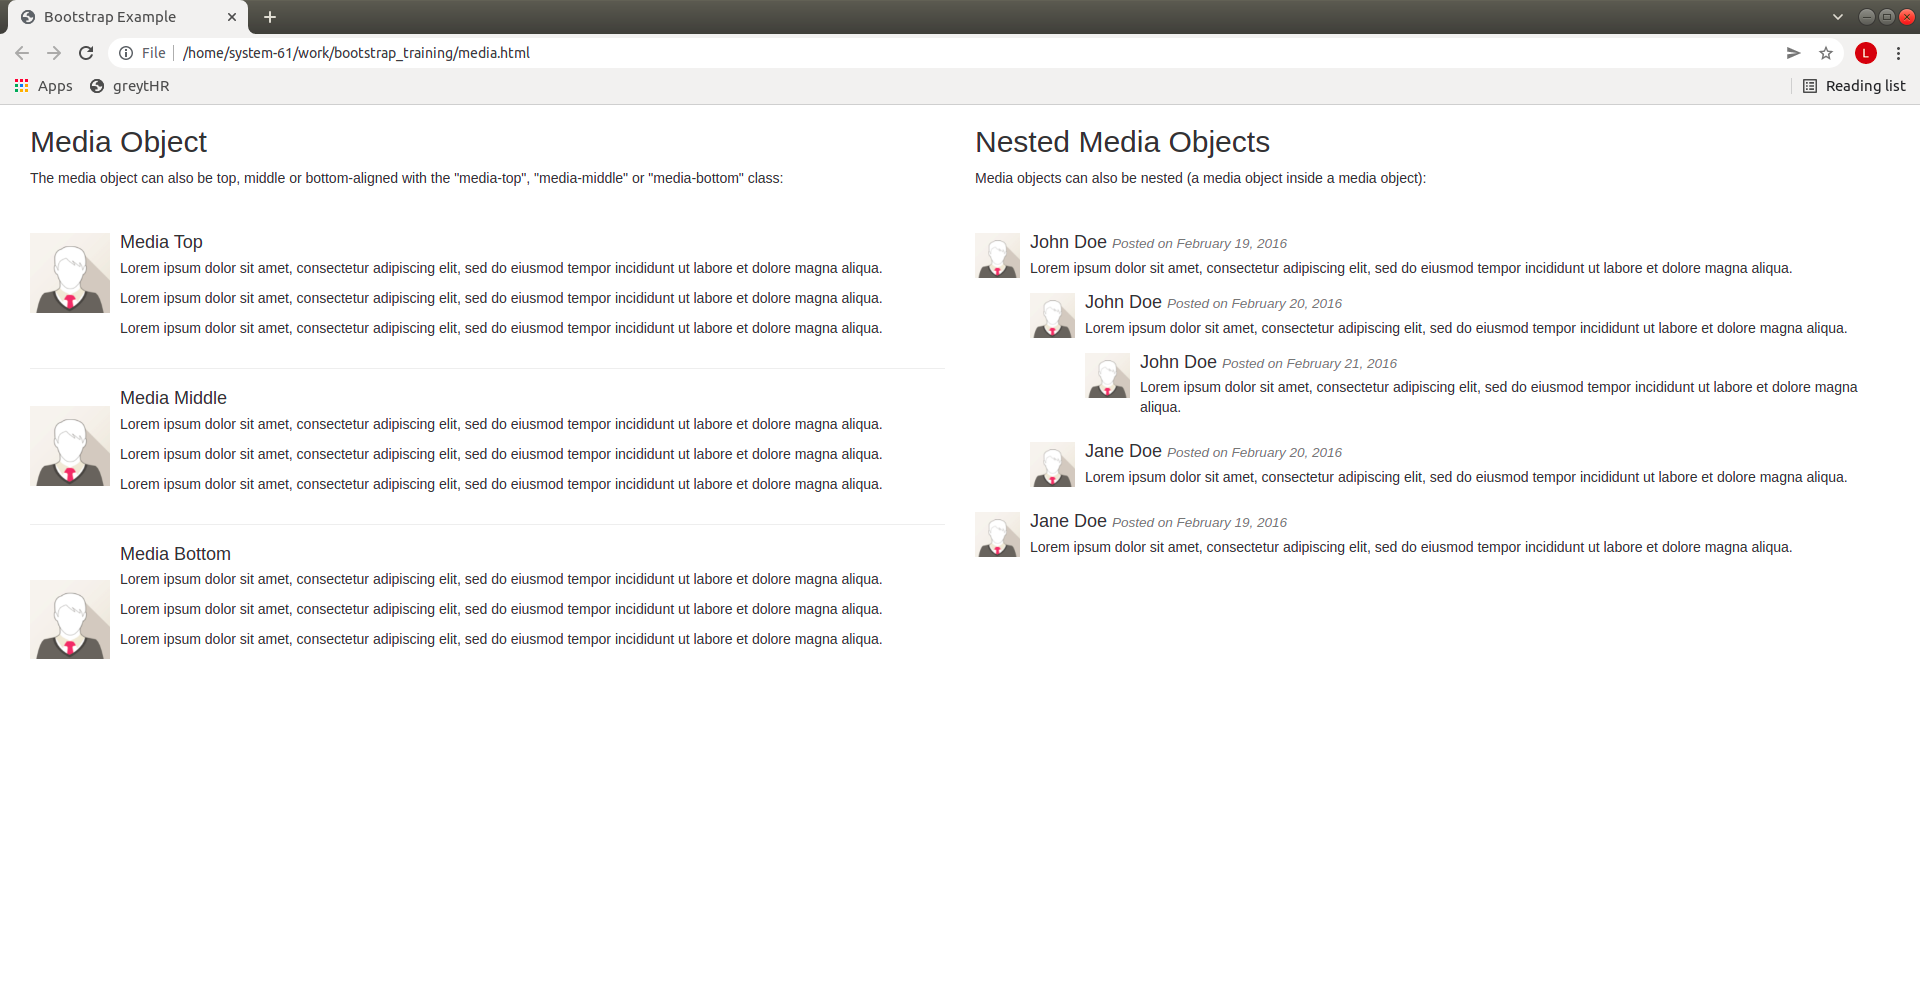 Bootstrap Example
File /home/system-61/work/bootstrap_training/media.html
L
Apps greytHR Reading list
Media Object
The media object can also be top, middle or bottom-aligned with the "media-top", "media-middle" or "media-bottom" class:
Media Top
Lorem ipsum dolor sit amet, consectetur adipiscing elit, sed do eiusmod tempor incididunt ut labore et dolore magna aliqua.
Lorem ipsum dolor sit amet, consectetur adipiscing elit, sed do eiusmod tempor incididunt ut labore et dolore magna aliqua.
Lorem ipsum dolor sit amet, consectetur adipiscing elit, sed do eiusmod tempor incididunt ut labore et dolore magna aliqua.
Media Middle
Lorem ipsum dolor sit amet, consectetur adipiscing elit, sed do eiusmod tempor incididunt ut labore et dolore magna aliqua.
Lorem ipsum dolor sit amet, consectetur adipiscing elit, sed do eiusmod tempor incididunt ut labore et dolore magna aliqua.
Lorem ipsum dolor sit amet, consectetur adipiscing elit, sed do eiusmod tempor incididunt ut labore et dolore magna aliqua.
Media Bottom
Lorem ipsum dolor sit amet, consectetur adipiscing elit, sed do eiusmod tempor incididunt ut labore et dolore magna aliqua.
Lorem ipsum dolor sit amet, consectetur adipiscing elit, sed do eiusmod tempor incididunt ut labore et dolore magna aliqua.
Lorem ipsum dolor sit amet, consectetur adipiscing elit, sed do eiusmod tempor incididunt ut labore et dolore magna aliqua.
Nested Media Objects
Media objects can also be nested (a media object inside a media object):
John Doe Posted on February 19, 2016
Lorem ipsum dolor sit amet, consectetur adipiscing elit, sed do eiusmod tempor incididunt ut labore et dolore magna aliqua.
John Doe Posted on February 20, 2016
Lorem ipsum dolor sit amet, consectetur adipiscing elit, sed do eiusmod tempor incididunt ut labore et dolore magna aliqua.
John Doe Posted on February 21, 2016
Lorem ipsum dolor sit amet, consectetur adipiscing elit, sed do eiusmod tempor incididunt ut labore et dolore magna
aliqua.
Jane Doe Posted on February 20, 2016
Lorem ipsum dolor sit amet, consectetur adipiscing elit, sed do eiusmod tempor incididunt ut labore et dolore magna aliqua.
Jane Doe Posted on February 19, 2016
Lorem ipsum dolor sit amet, consectetur adipiscing elit, sed do eiusmod tempor incididunt ut labore et dolore magna aliqua.